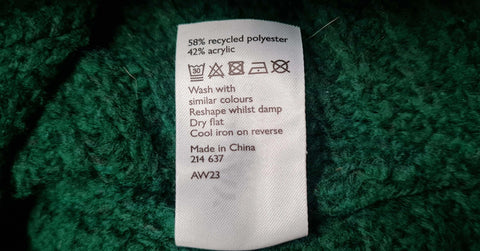 58% recycled polyester
42% acrylic
30
Wash with
similar colours
Reshape whilst damp
Dry flat
Cool iron on reverse
Made in China
214 637
AW23